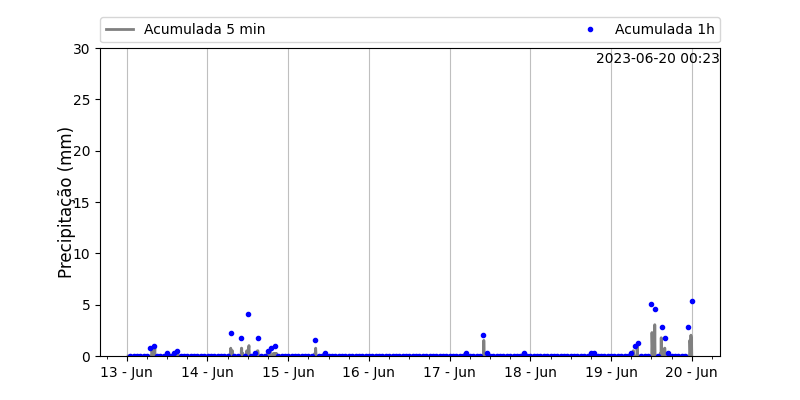 Acumulada 5 min
Acumulada 1h
2023-06-20 00:23
Precipitação (mm)
30
25
20
15
10
5
0
13 - Jun
14 - Jun
15 - Jun
16 - Jun
17 - Jun
18 - Jun
19 - Jun
20 - Jun